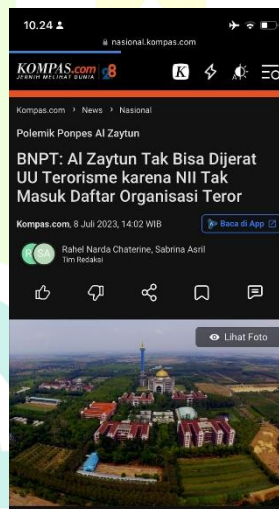 10.24
nasional.kompas.com
KOMPAS.com 28
JERNIH MELIHAT DUNIA
K
Kompas.com > News > Nasional
Polemik Ponpes Al Zaytun
BNPT: Al Zaytun Tak Bisa Dijerat
UU Terorisme karena NII Tak
Masuk Daftar Organisasi Teror
Kompas.com, 8 Juli 2023, 14:02 WIB
Baca di App
R SA
Rahel Narda Chaterine, Sabrina Asril
Tim Redaksi
Lihat Foto